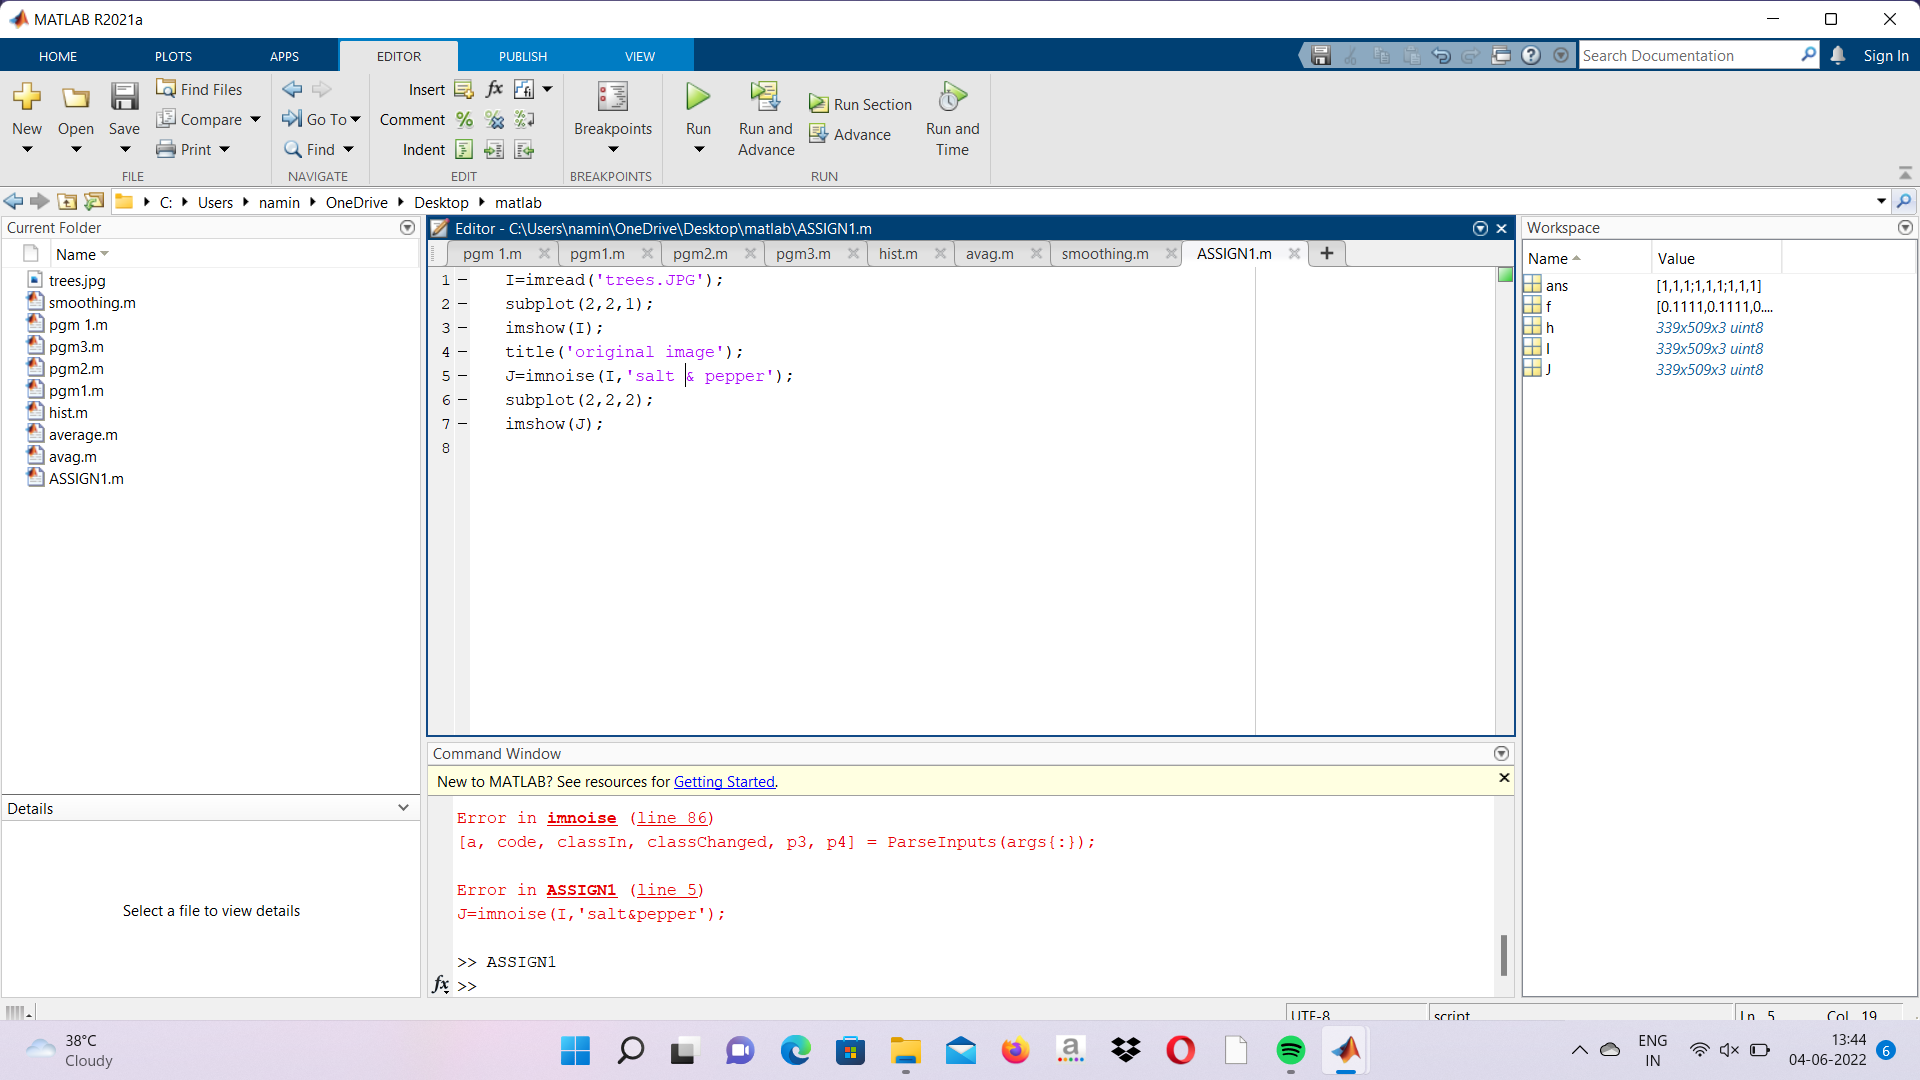 MATLAB R2021a
HOME PLOTS APPS EDITOR PUBLISH VIEW Search Documentation Sign In
New Open Save Find Files Compare Print
FILE
Go To Find
NAVIGATE
Insert fx
Comment
Indent
EDIT
Breakpoints
BREAKPOINTS
Run Run and Advance Run Section Advance Run and Time
RUN
C: Users namin OneDrive Desktop matlab
Current Folder
Name
trees.jpg
smoothing.m
pgm 1.m
pgm3.m
pgm2.m
pgm1.m
hist.m
average.m
avag.m
ASSIGN1.m
Details
Select a file to view details
Editor - C:\Users\namin\OneDrive\Desktop\matlab\ASSIGN1.m
pgm 1.m pgm1.m pgm2.m pgm3.m hist.m avag.m smoothing.m ASSIGN1.m
1 I=imread('trees.JPG');
2 subplot(2,2,1);
3 imshow(I);
4 title('original image');
5 J=imnoise(I,'salt & pepper');
6 subplot(2,2,2);
7 imshow(J);
8
Command Window
New to MATLAB? See resources for Getting Started.
Error in imnoise (line 86)
[a, code, classIn, classChanged, p3, p4] = ParseInputs(args{:});
Error in ASSIGN1 (line 5)
J=imnoise(I,'salt&pepper');
>> ASSIGN1
fx >>
Workspace
Name Value
ans [1,1,1;1,1,1;1,1,1]
f [0.1111,0.1111,0....
h 339x509x3 uint8
I 339x509x3 uint8
J 339x509x3 uint8
UTF-8 script Ln 5 Col 19
38°C
Cloudy
ENG
IN
13:44
04-06-2022
6